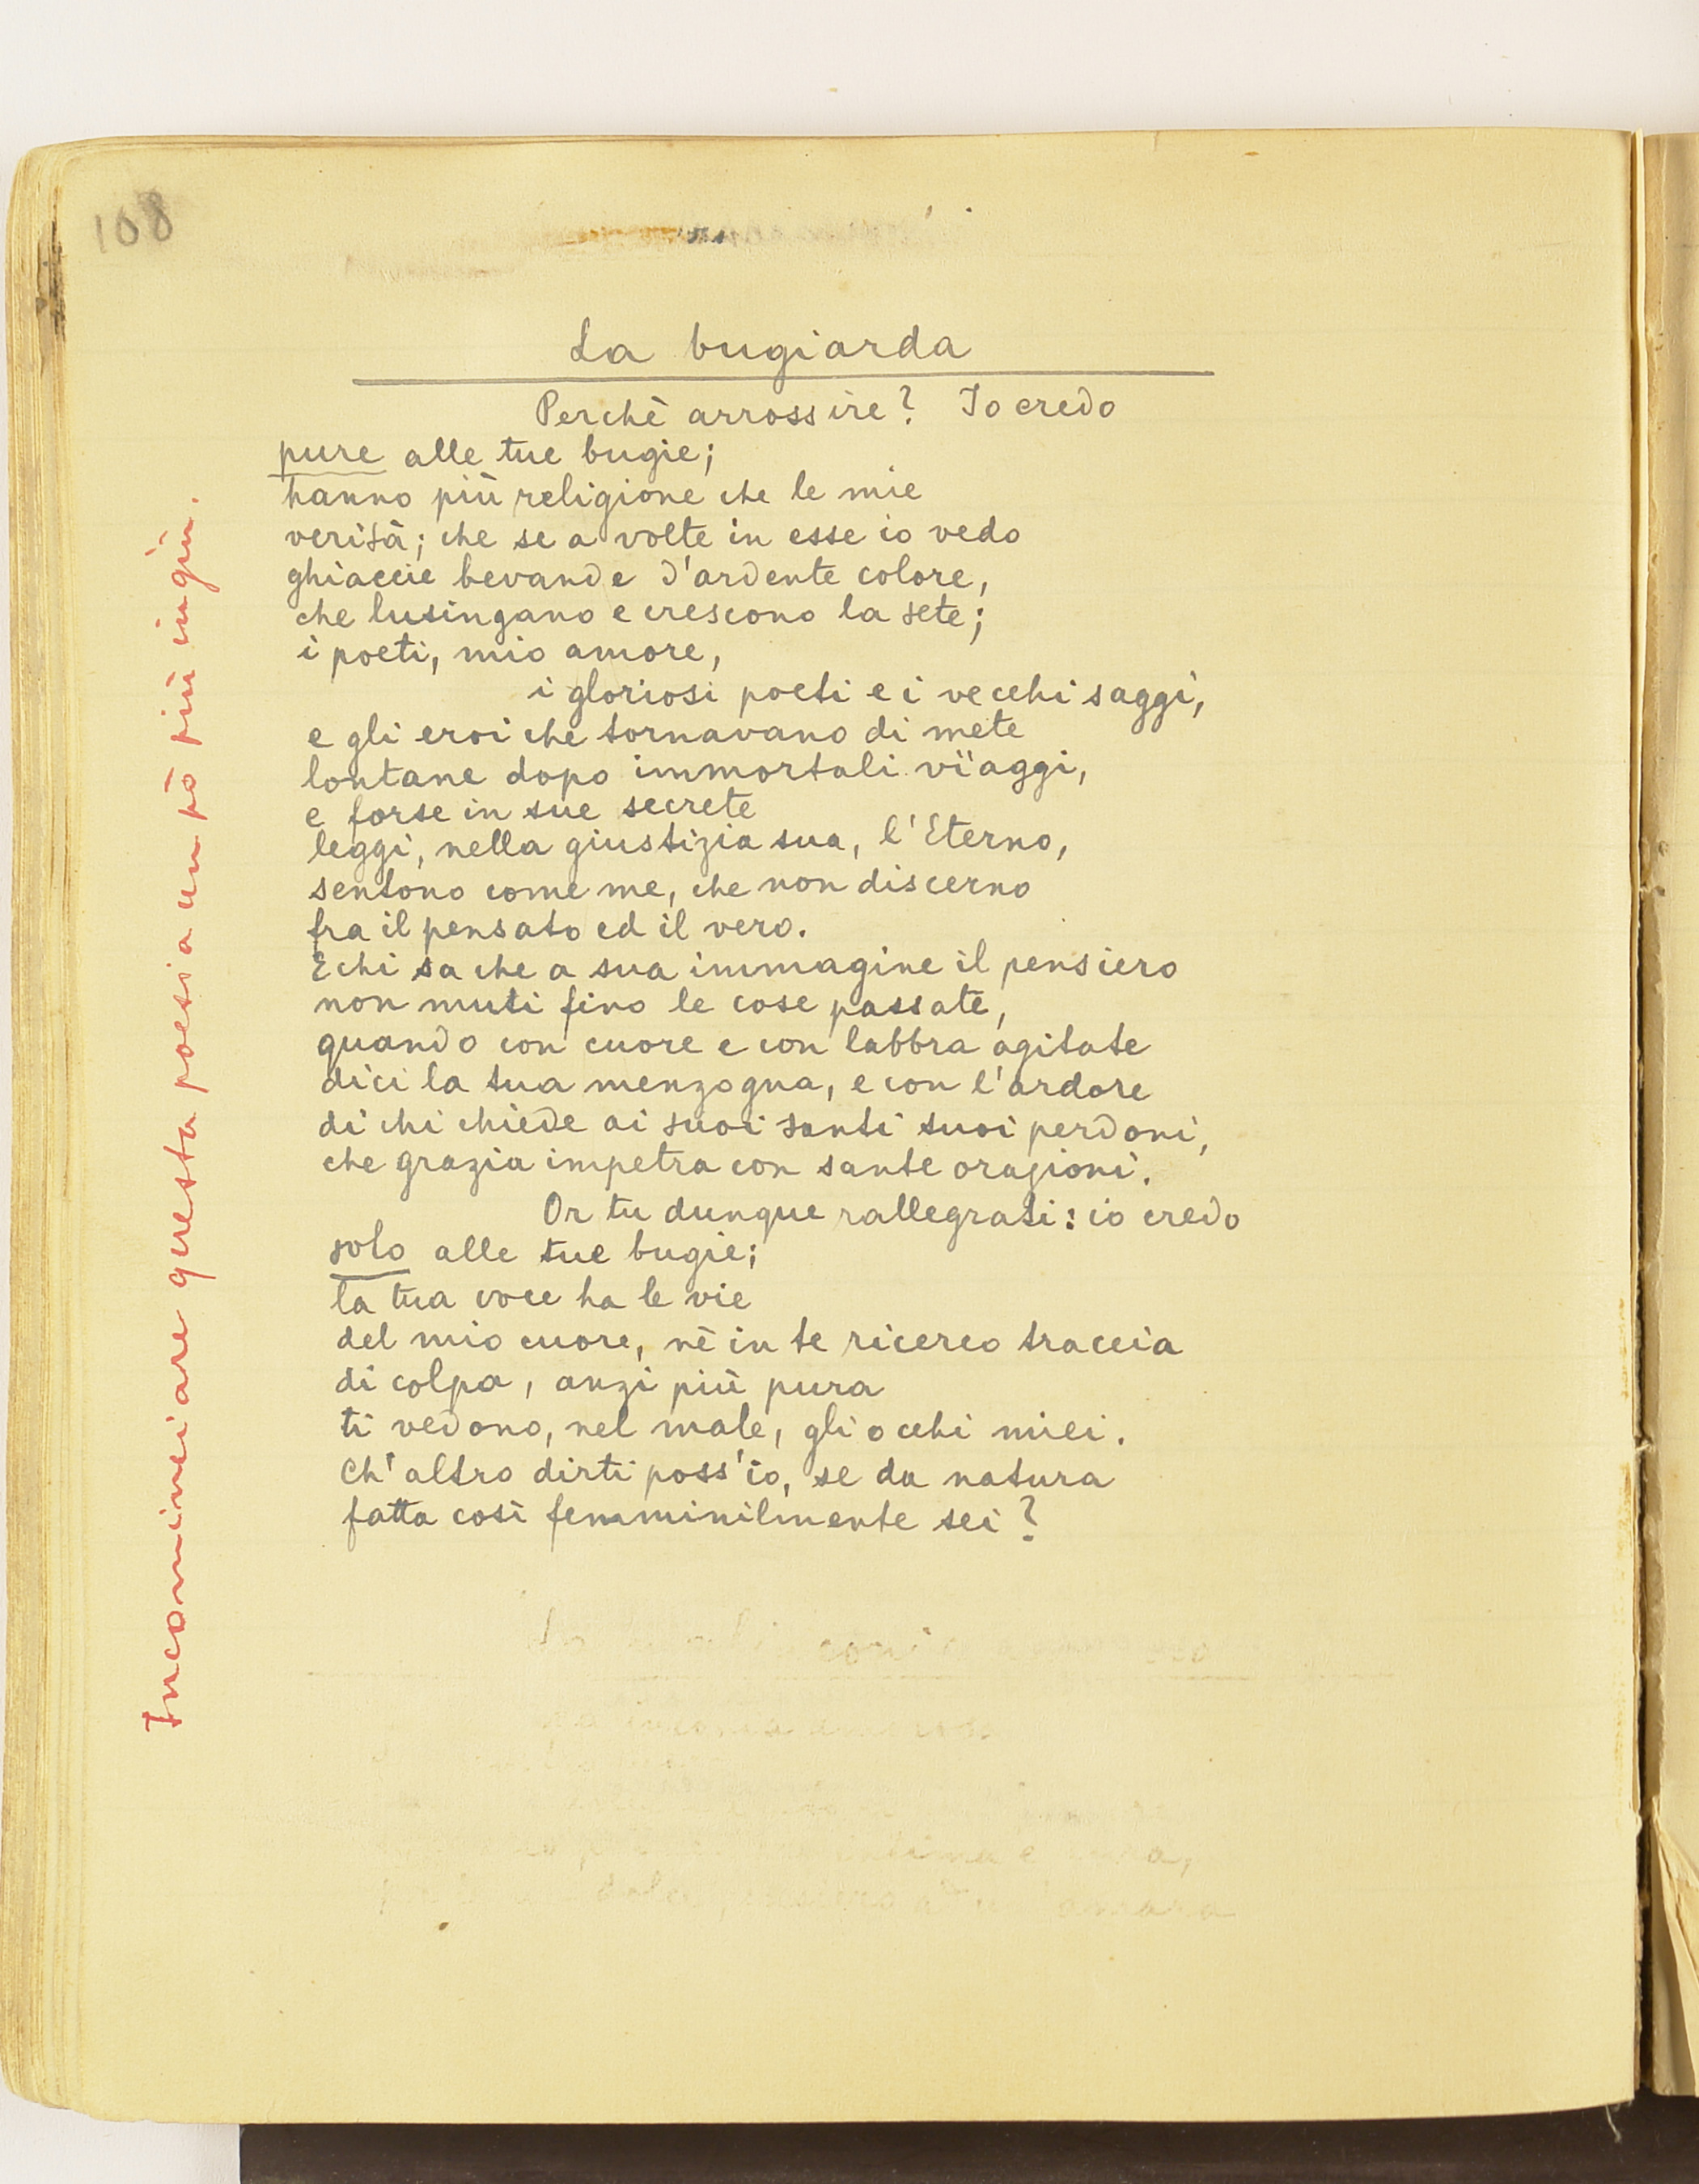 108
La bugiarda
Perchè arrossire? Io credo
pure alle tue bugie;
hanno più religione che le mie
verità; che se a volte in esse io vedo
ghiaccie bevande d'ardente colore,
che lusingano e crescono la sete;
i poeti, mio amore,
i gloriosi poeti e i vecchi saggi,
e gli eroi che tornavano di mete
lontane dopo immortali vïaggi,
e forse in sue secrete
leggi, nella giustizia sua, l'Eterno,
sentono come me, che non discerno
fra il pensato ed il vero.
E chi sa che a sua immagine il pensiero
non muti fino le cose passate,
quando con cuore e con labbra agitate
dici la tua menzogna, e con l'ardore
di chi chiede ai suoi santi suoi perdoni,
che grazia impetra con sante orazioni.
Or tu dunque rallegrati: io credo
solo alle tue bugie;
la tua voce ha le vie
del mio cuore, nè in te ricerco traccia
di colpa, anzi più pura
ti vedono, nel male, gli occhi miei.
Ch'altro dirti poss'io, se da natura
fatta così femminilmente sei?
Incominciare questa poesia un pò più in giù.